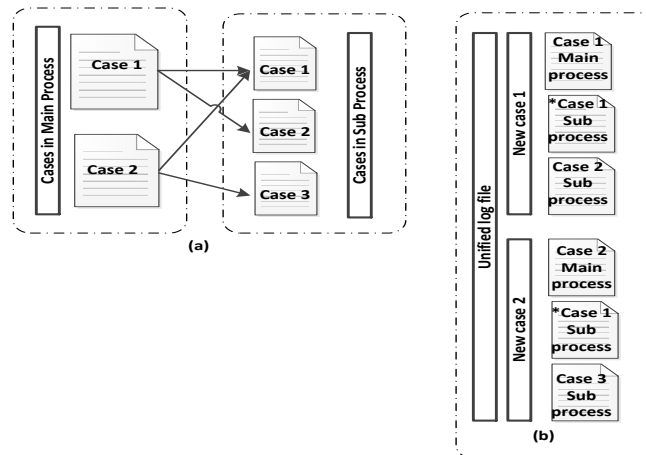 Cases in Main Process
Case 1
Case 2
Case 1
Case 2
Case 3
Cases in Sub Process
(a)
Unified log file
New case 1
Case 1
Main
process
*Case 1
Sub
process
Case 2
Sub
process
New case 2
Case 2
Main
process
*Case 1
Sub
process
Case 3
Sub
process
(b)